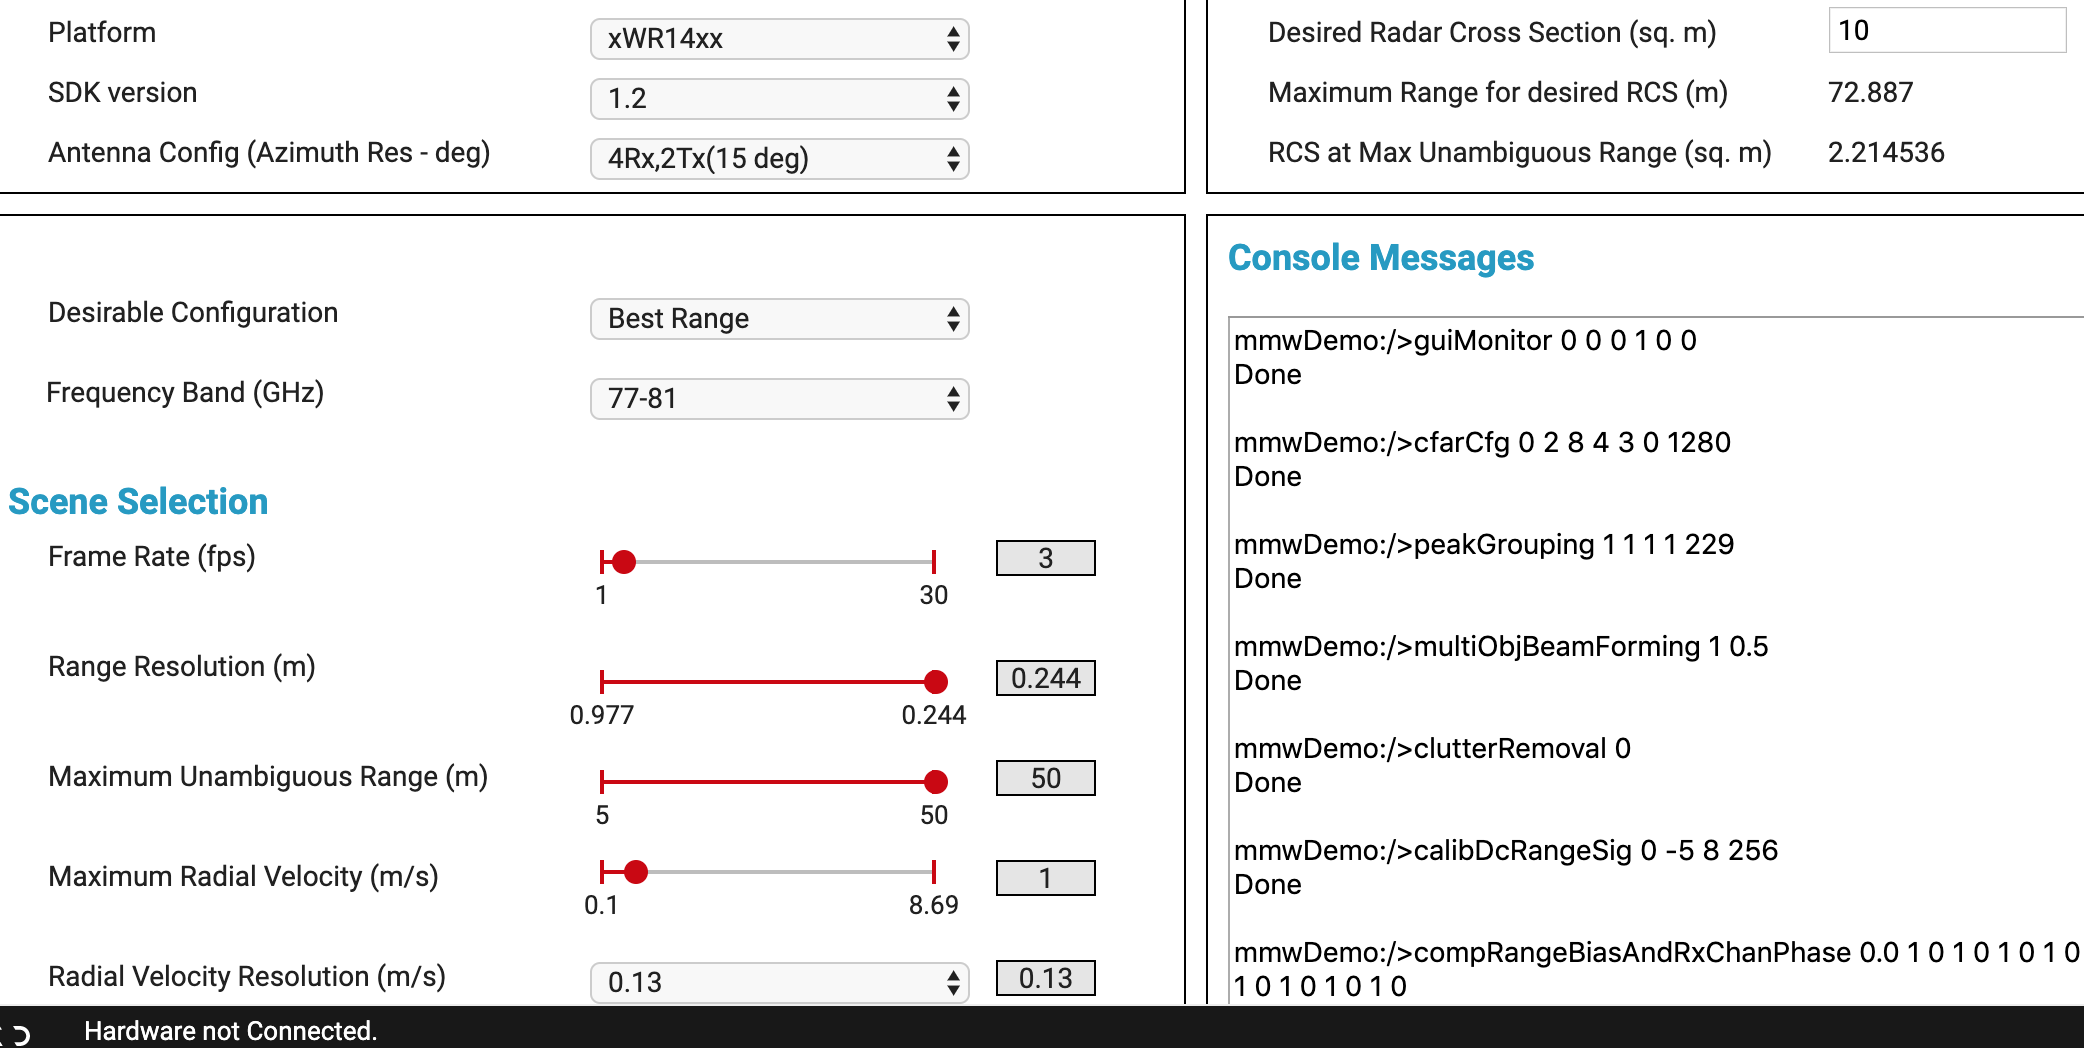 Platform
xWR14xx
SDK version
1.2
Antenna Config (Azimuth Res - deg)
4Rx,2Tx(15 deg)
Desired Radar Cross Section (sq. m)
10
Maximum Range for desired RCS (m)
72.887
RCS at Max Unambiguous Range (sq. m)
2.214536
Desirable Configuration
Best Range
Frequency Band (GHz)
77-81
Scene Selection
Frame Rate (fps)
1
30
3
Range Resolution (m)
0.977
0.244
0.244
Maximum Unambiguous Range (m)
5
50
50
Maximum Radial Velocity (m/s)
0.1
8.69
1
Radial Velocity Resolution (m/s)
0.13
0.13
Console Messages
mmwDemo:/>guiMonitor 0 0 0 1 0 0
Done
mmwDemo:/>cfarCfg 0 2 8 4 3 0 1280
Done
mmwDemo:/>peakGrouping 1 1 1 1 229
Done
mmwDemo:/>multiObjBeamForming 1 0.5
Done
mmwDemo:/>clutterRemoval 0
Done
mmwDemo:/>calibDcRangeSig 0 -5 8 256
Done
mmwDemo:/>compRangeBiasAndRxChanPhase 0.0 1 0 1 0 1 0 1 0
1 0 1 0 1 0 1 0
Hardware not Connected.